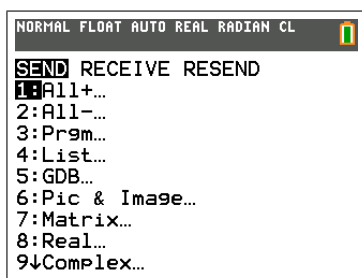 NORMAL FLOAT AUTO REAL RADIAN CL
SEND RECEIVE RESEND
1:All+…
2:All-…
3:Prgm…
4:List…
5:GDB…
6:Pic & Image…
7:Matrix…
8:Real…
9↓Complex…